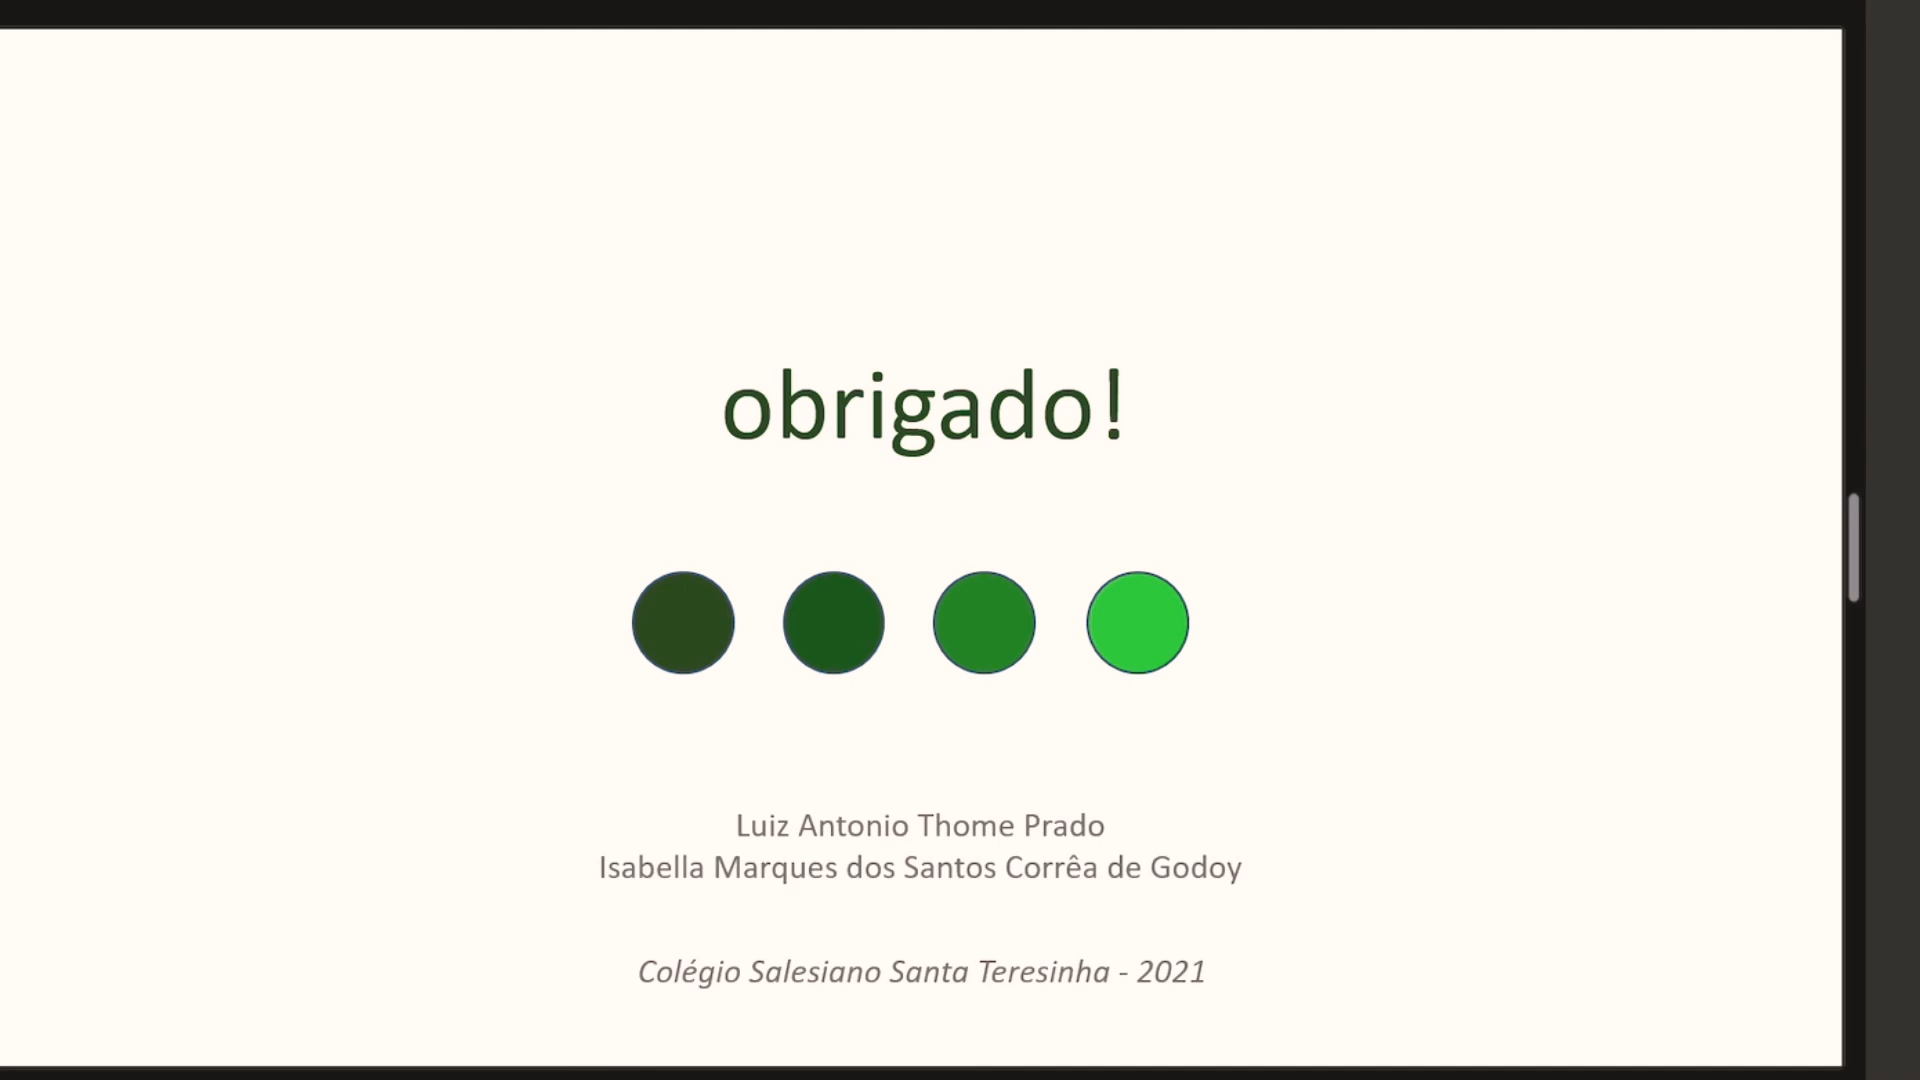 obrigado!
Luiz Antonio Thome Prado
Isabella Marques dos Santos Corrêa de Godoy
Colégio Salesiano Santa Teresinha - 2021